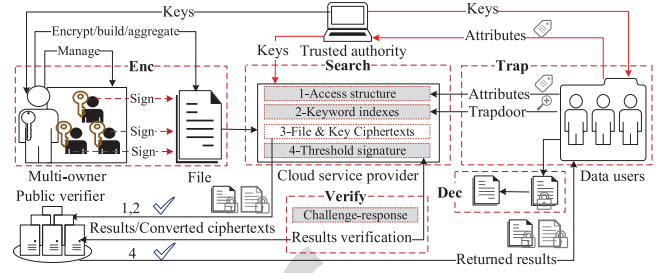 Keys
Keys
Encrypt/build/aggregate
Trusted authority
Attributes
Manage
Keys
Enc
Search
Trap
Sign
Sign
Sign
1-Access structure
2-Keyword indexes
3-File & Key Ciphertexts
4-Threshold signature
Attributes
Trapdoor
Multi-owner
File
Cloud service provider
Data users
Public verifier
1,2
Verify
Dec
Challenge-response
Results/Converted ciphertexts
Results verification
4
Returned results